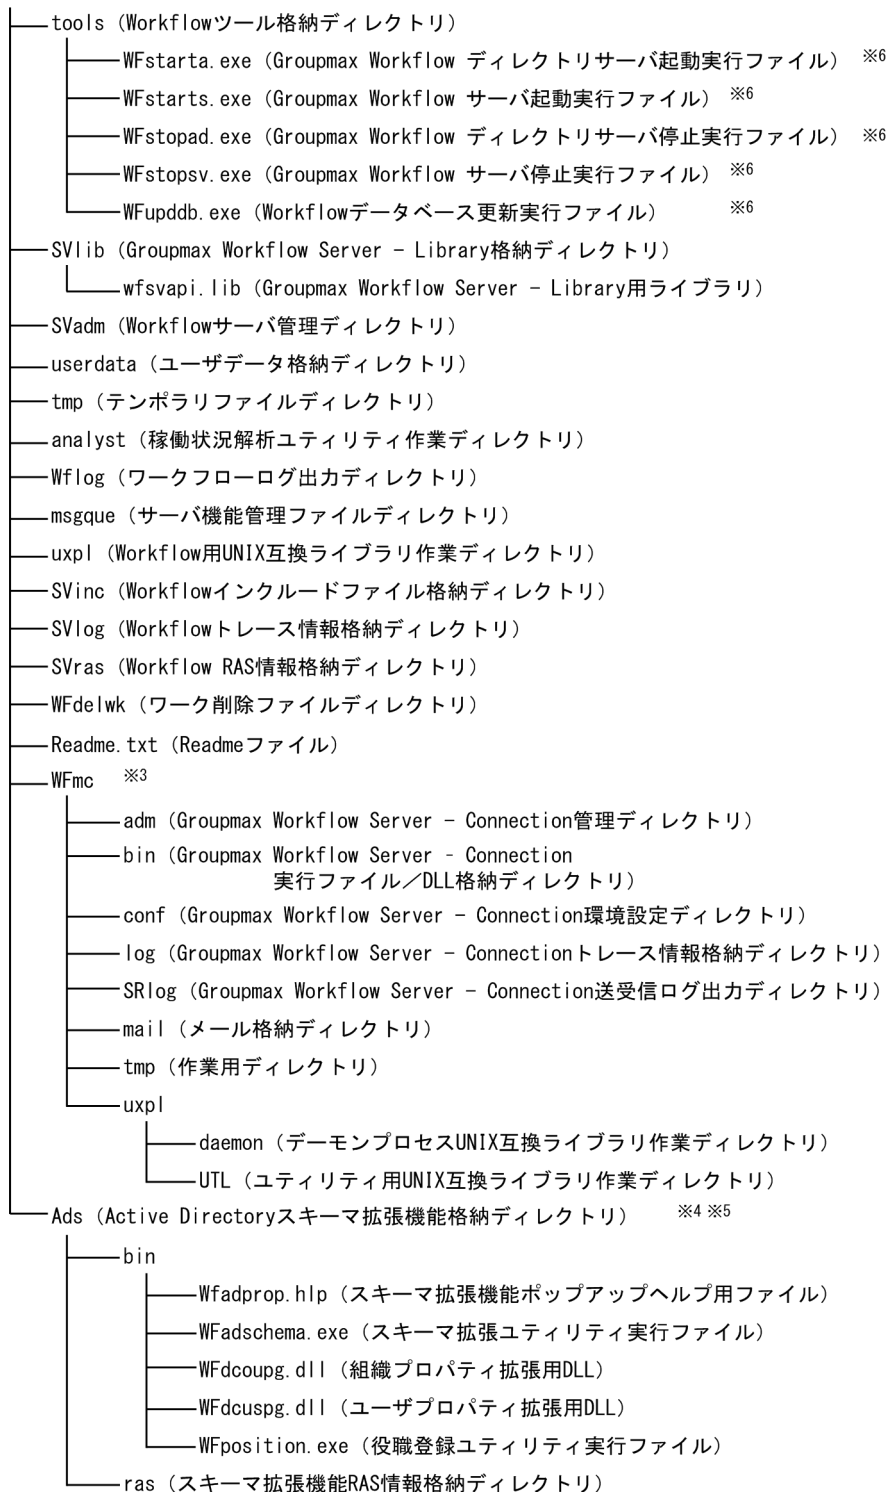 tools（Workflowツール格納ディレクトリ）
WFstarta.exe（Groupmax Workflow ディレクトリサーバ起動実行ファイル） ※6
WFstarts.exe（Groupmax Workflow サーバ起動実行ファイル） ※6
WFstopad.exe（Groupmax Workflow ディレクトリサーバ停止実行ファイル） ※6
WFstopsv.exe（Groupmax Workflow サーバ停止実行ファイル） ※6
WFupddb.exe（Workflowデータベース更新実行ファイル） ※6
SVlib（Groupmax Workflow Server − Library格納ディレクトリ）
wfsvapi.lib（Groupmax Workflow Server − Library用ライブラリ）
SVadm（Workflowサーバ管理ディレクトリ）
userdata（ユーザデータ格納ディレクトリ）
tmp（テンポラリファイルディレクトリ）
analyst（稼働状況解析ユティリティ作業ディレクトリ）
Wflog（ワークフローログ出力ディレクトリ）
msgque（サーバ機能管理ファイルディレクトリ）
uxpl（Workflow用UNIX互換ライブラリ作業ディレクトリ）
SVinc（Workflowインクルードファイル格納ディレクトリ）
SVlog（Workflowトレース情報格納ディレクトリ）
SVras（Workflow RAS情報格納ディレクトリ）
WFdelwk（ワーク削除ファイルディレクトリ）
Readme.txt（Readmeファイル）
WFmc ※3
adm（Groupmax Workflow Server − Connection管理ディレクトリ）
bin（Groupmax Workflow Server - Connection
実行ファイル／DLL格納ディレクトリ）
conf（Groupmax Workflow Server − Connection環境設定ディレクトリ）
log（Groupmax Workflow Server − Connectionトレース情報格納ディレクトリ）
SRlog（Groupmax Workflow Server − Connection送受信ログ出力ディレクトリ）
mail（メール格納ディレクトリ）
tmp（作業用ディレクトリ）
uxpl
daemon（デーモンプロセスUNIX互換ライブラリ作業ディレクトリ）
UTL（ユティリティ用UNIX互換ライブラリ作業ディレクトリ）
Ads（Active Directoryスキーマ拡張機能格納ディレクトリ） ※4 ※5
bin
Wfadprop.hlp（スキーマ拡張機能ポップアップヘルプ用ファイル）
WFadschema.exe（スキーマ拡張ユティリティ実行ファイル）
WFdcoupg.dll（組織プロパティ拡張用DLL）
WFdcuspg.dll（ユーザプロパティ拡張用DLL）
WFposition.exe（役職登録ユティリティ実行ファイル）
ras（スキーマ拡張機能RAS情報格納ディレクトリ）